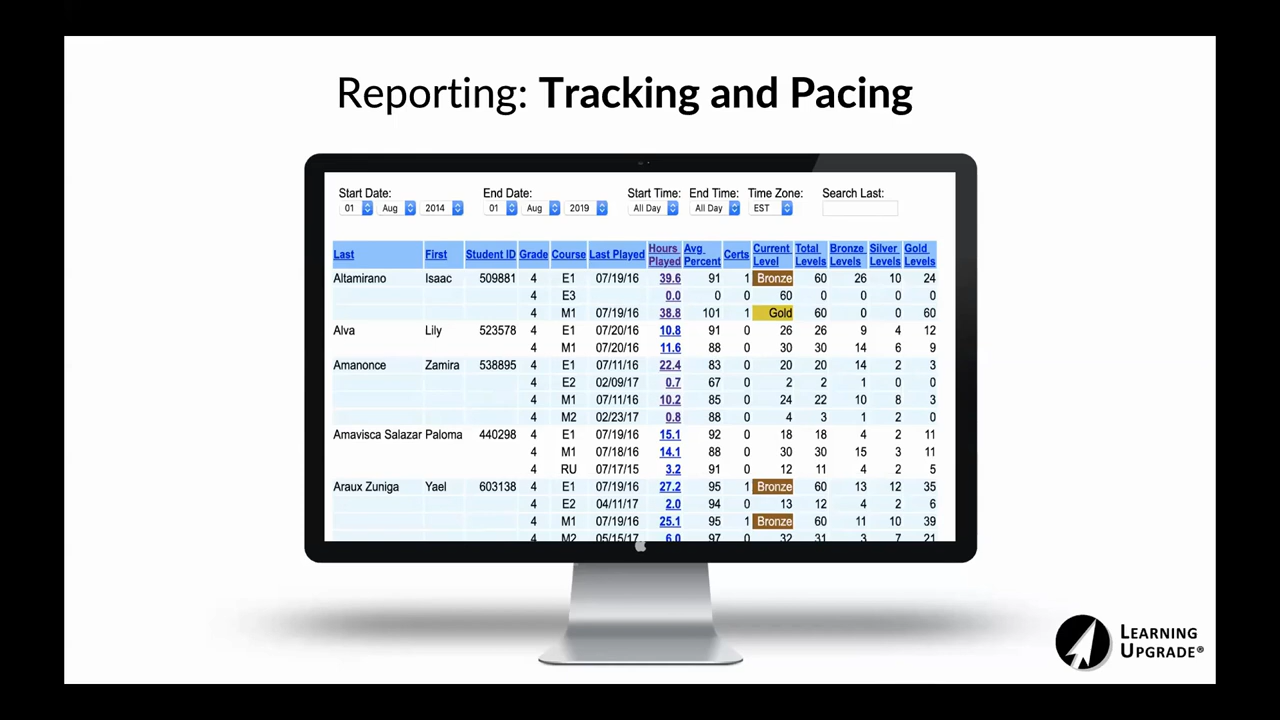 Reporting: Tracking and Pacing
Start Date: End Date: Start Time: End Time: Time Zone: Search Last:
01 Aug 2014 01 Aug 2019 All Day All Day EST
Last First Student ID Grade Course Last Played Hours Played Avg Percent Certs Current Level Total Levels Bronze Levels Silver Levels Gold Levels
Altamirano Isaac 509881 4 E1 07/19/16 39.6 91 1 Bronze 60 26 10 24
4 E3 0.0 0 0 60 0 0 0 0
4 M1 07/19/16 38.8 101 1 Gold 60 0 0 60
Alva Lily 523578 4 E1 07/20/16 10.8 91 0 26 26 9 4 12
4 M1 07/20/16 11.6 88 0 30 30 14 6 9
Amanonce Zamira 538895 4 E1 07/11/16 22.4 83 0 20 20 14 2 3
4 E2 02/09/17 0.7 67 0 2 2 1 0 0
4 M1 07/11/16 10.2 85 0 24 22 10 8 3
4 M2 02/23/17 0.8 88 0 4 3 1 2 0
Amavisca Salazar Paloma 440298 4 E1 07/19/16 15.1 92 0 18 18 4 2 11
4 M1 07/18/16 14.1 88 0 30 30 15 3 11
4 RU 07/17/15 3.2 91 0 12 11 4 2 5
Araux Zuniga Yael 603138 4 E1 07/19/16 27.2 95 1 Bronze 60 13 12 35
4 E2 04/11/17 2.0 94 0 13 12 4 2 6
4 M1 07/19/16 25.1 95 1 Bronze 60 11 10 39
4 M2 05/15/17 6.0 97 0 32 31 3 7 21
LEARNING
UPGRADE®